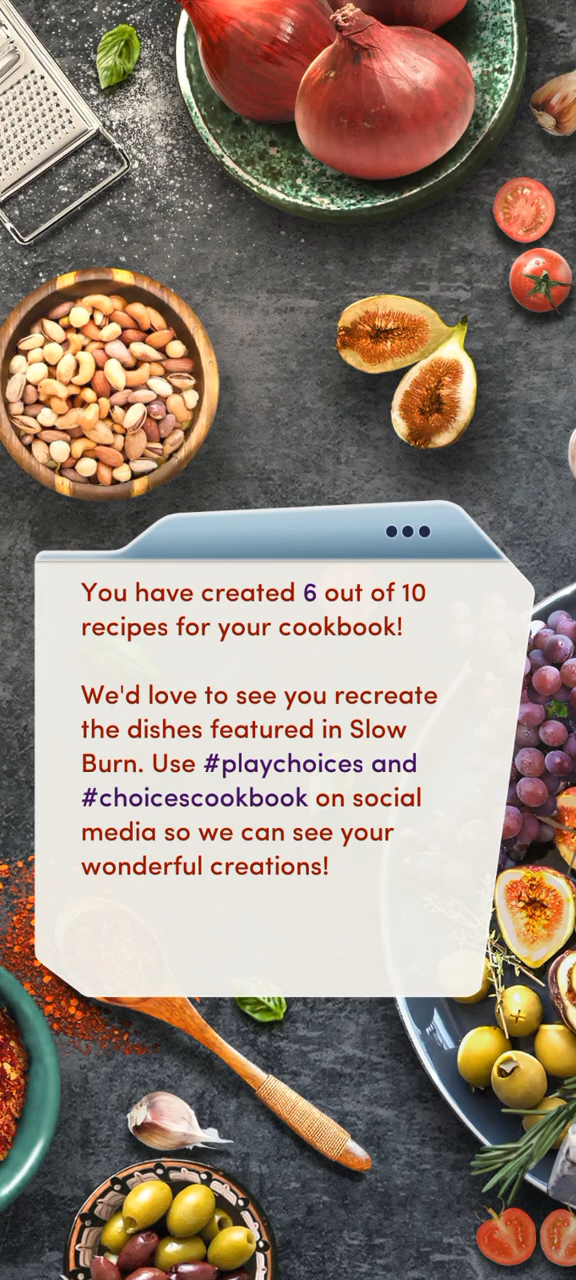 You have created 6 out of 10
recipes for your cookbook!
We'd love to see you recreate
the dishes featured in Slow
Burn. Use #playchoices and
#choicescookbook on social
media so we can see your
wonderful creations!